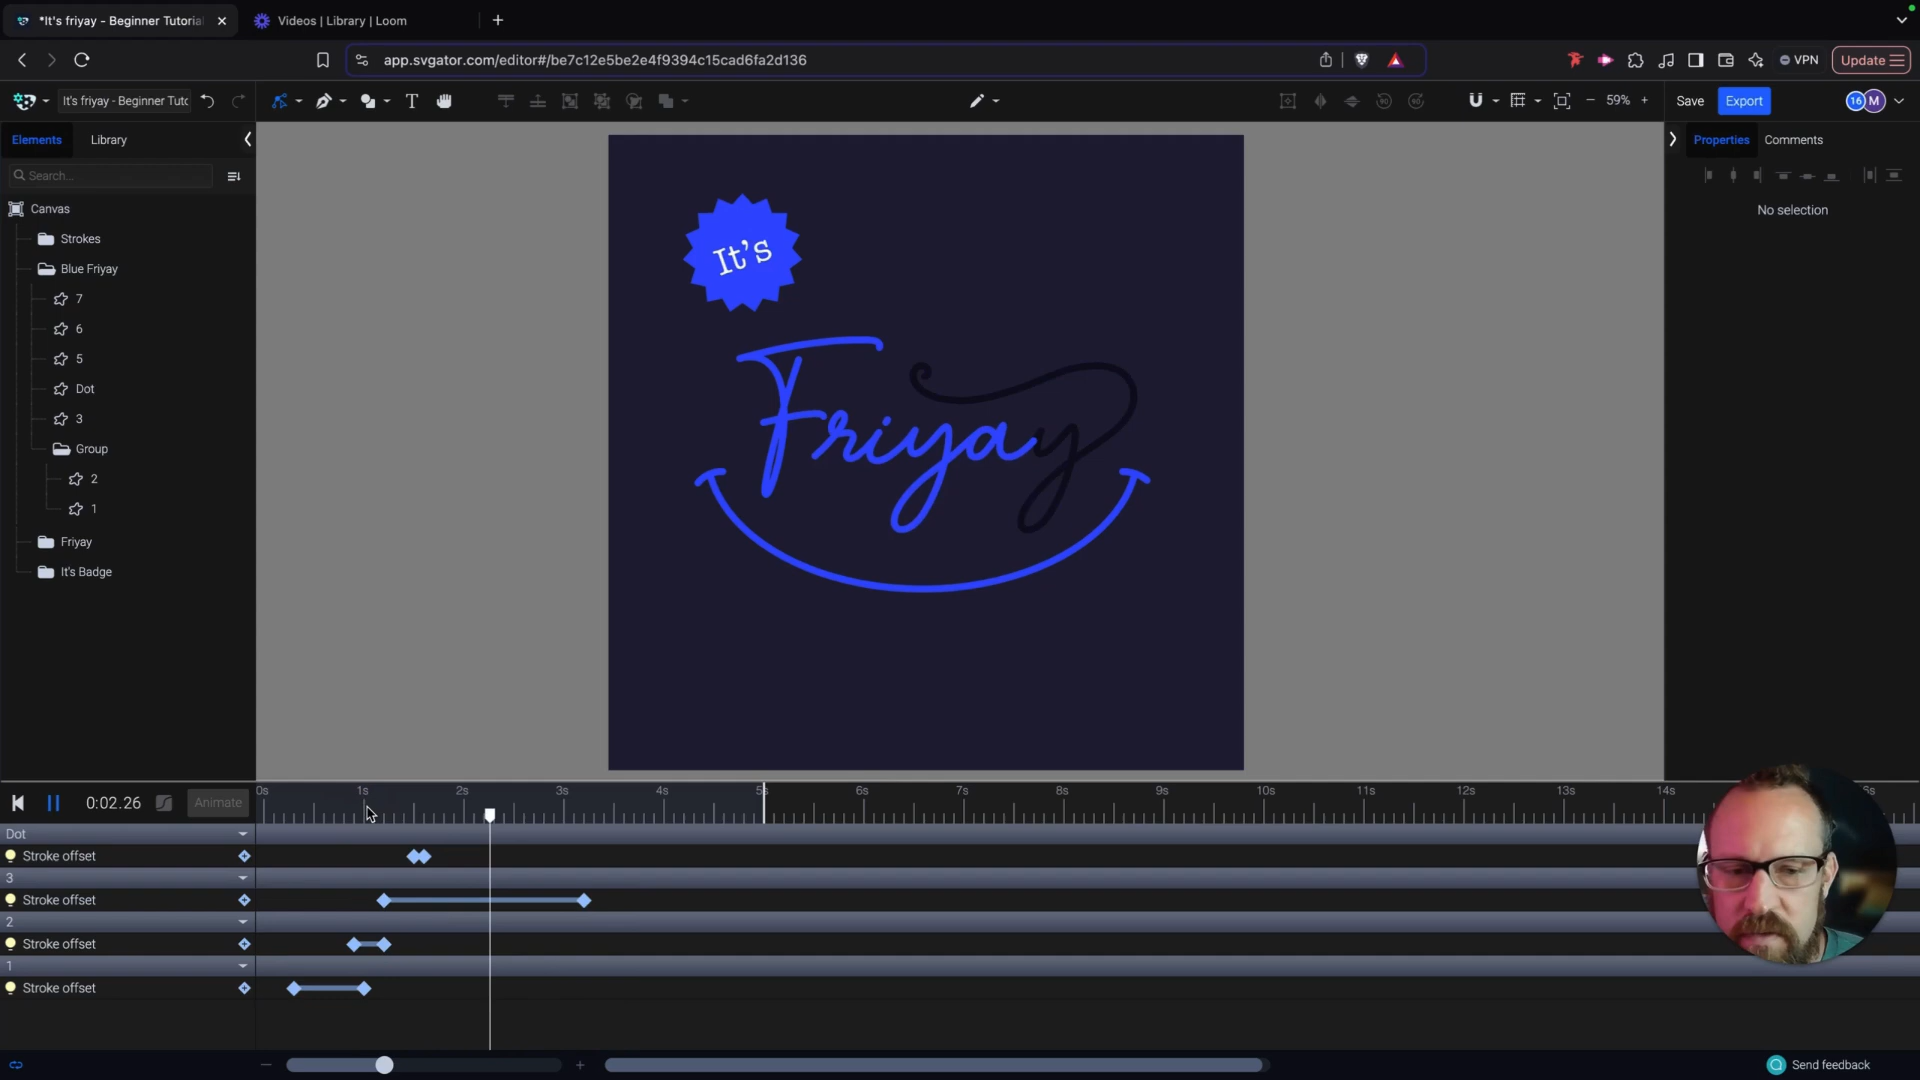 *It's friyay - Beginner Tutoria
Videos | Library | Loom
app.svgator.com/editor#/be7c12e5be2e4f9394c15cad6fa2d136
VPN
Update
It's friyay - Beginner Tutc
59%
Save
Export
16
M
Elements
Library
Search...
Canvas
Strokes
Blue Friyay
7
6
5
Dot
3
Group
2
1
Friyay
It's Badge
It's
Friyay
Properties
Comments
No selection
0:02.26
Animate
0s 1s 2s 3s 4s 5s 6s 7s 8s 9s 10s 11s 12s 13s 14s
Dot
Stroke offset
3
Stroke offset
2
Stroke offset
1
Stroke offset
Send feedback